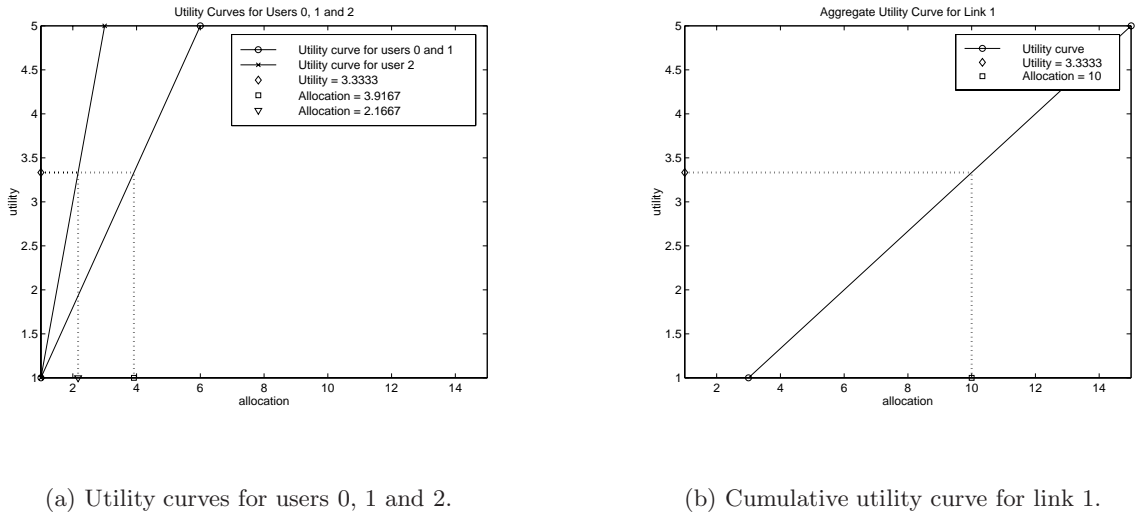 Utility Curves for Users 0, 1 and 2
5
4.5
4
3.5
3
2.5
2
1.5
1
utility
Utility curve for users 0 and 1
Utility curve for user 2
Utility = 3.3333
Allocation = 3.9167
Allocation = 2.1667
2 4 6 8 10 12 14
allocation
(a) Utility curves for users 0, 1 and 2.
Aggregate Utility Curve for Link 1
5
4.5
4
3.5
3
2.5
2
1.5
1
utility
Utility curve
Utility = 3.3333
Allocation = 10
2 4 6 8 10 12 14
allocation
(b) Cumulative utility curve for link 1.